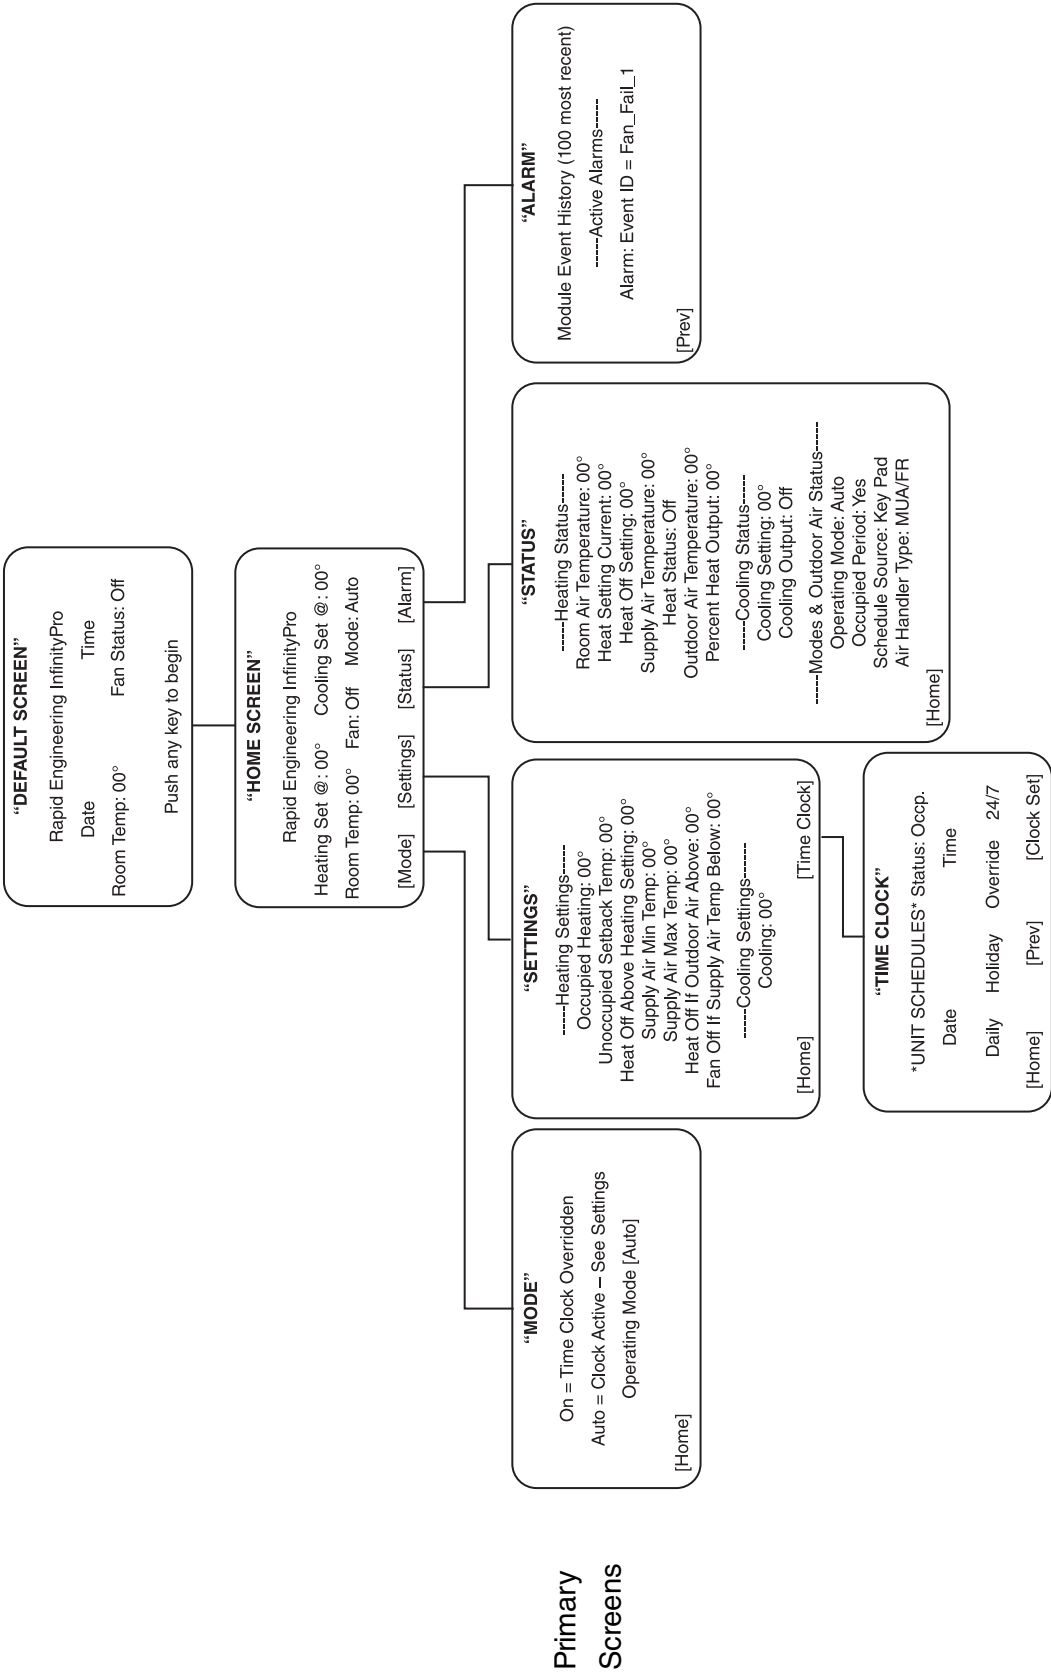 Primary
Screens
“DEFAULT SCREEN”
Rapid Engineering InfinityPro
Date Time
Room Temp: 00° Fan Status: Off
Push any key to begin
“HOME SCREEN”
Rapid Engineering InfinityPro
Heating Set @: 00° Cooling Set @: 00°
Room Temp: 00° Fan: Off Mode: Auto
[Mode] [Settings] [Status] [Alarm]
“MODE”
On = Time Clock Overridden
Auto = Clock Active – See Settings
Operating Mode [Auto]
[Home]
“SETTINGS”
-----Heating Settings-----
Occupied Heating: 00°
Unoccupied Setback Temp: 00°
Heat Off Above Heating Setting: 00°
Supply Air Min Temp: 00°
Supply Air Max Temp: 00°
Heat Off If Outdoor Air Above: 00°
Fan Off If Supply Air Temp Below: 00°
-----Cooling Settings-----
Cooling: 00°
[Home] [Time Clock]
“TIME CLOCK”
*UNIT SCHEDULES* Status: Occp.
Date Time
Daily Holiday Override 24/7
[Home] [Prev] [Clock Set]
“STATUS”
-----Heating Status-----
Room Air Temperature: 00°
Heat Setting Current: 00°
Heat Off Setting: 00°
Supply Air Temperature: 00°
Heat Status: Off
Outdoor Air Temperature: 00°
Percent Heat Output: 00°
-----Cooling Status-----
Cooling Setting: 00°
Cooling Output: Off
-----Modes & Outdoor Air Status-----
Operating Mode: Auto
Occupied Period: Yes
Schedule Source: Key Pad
Air Handler Type: MUA/FR
[Home]
“ALARM”
Module Event History (100 most recent)
-----Active Alarms-----
Alarm: Event ID = Fan_Fail_1
[Prev]